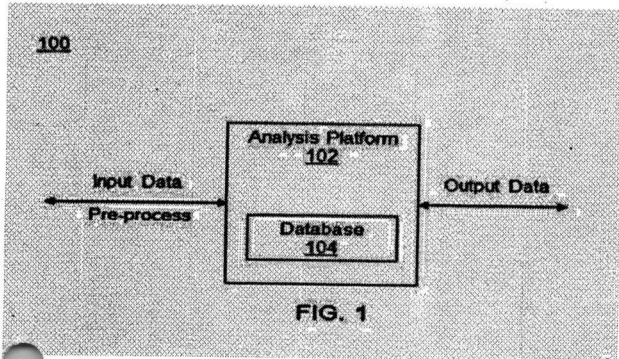 100
Analysis Platform
102
Input Data
Pre-process
Output Data
Database
104
FIG. 1